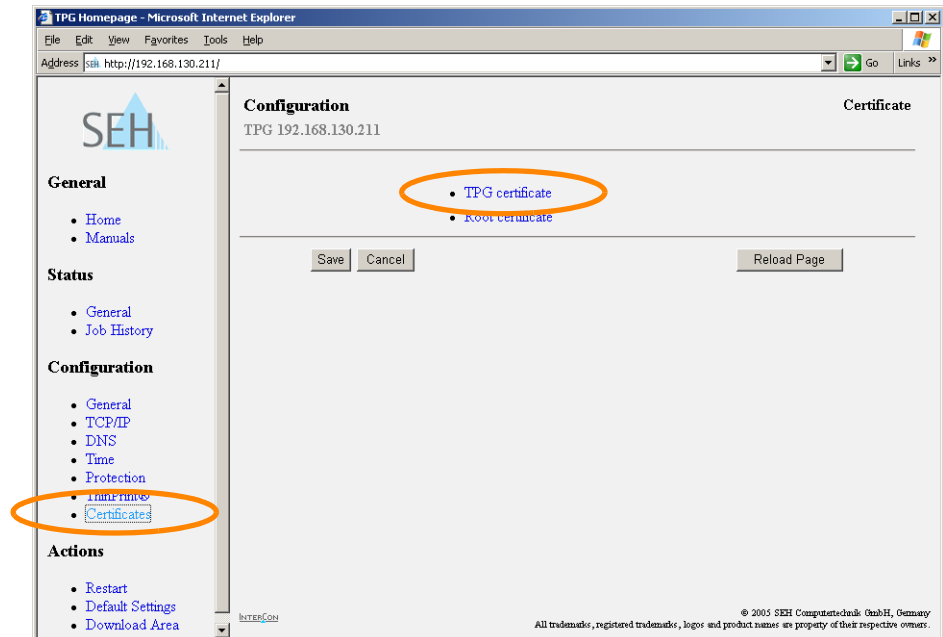 TPG Homepage - Microsoft Internet Explorer
File Edit View Favorites Tools Help
Address SEH http://192.168.130.211/ Go Links »
SEH
General
• Home
• Manuals
Status
• General
• Job History
Configuration
• General
• TCP/IP
• DNS
• Time
• Protection
• ThinPrint®
• Certificates
Actions
• Restart
• Default Settings
• Download Area
Configuration Certificate
TPG 192.168.130.211
• TPG certificate
• Root certificate
Save Cancel Reload Page
INTERCON
© 2005 SEH Computertechnik GmbH, Germany
All trademarks, registered trademarks, logos and product names are property of their respective owners.